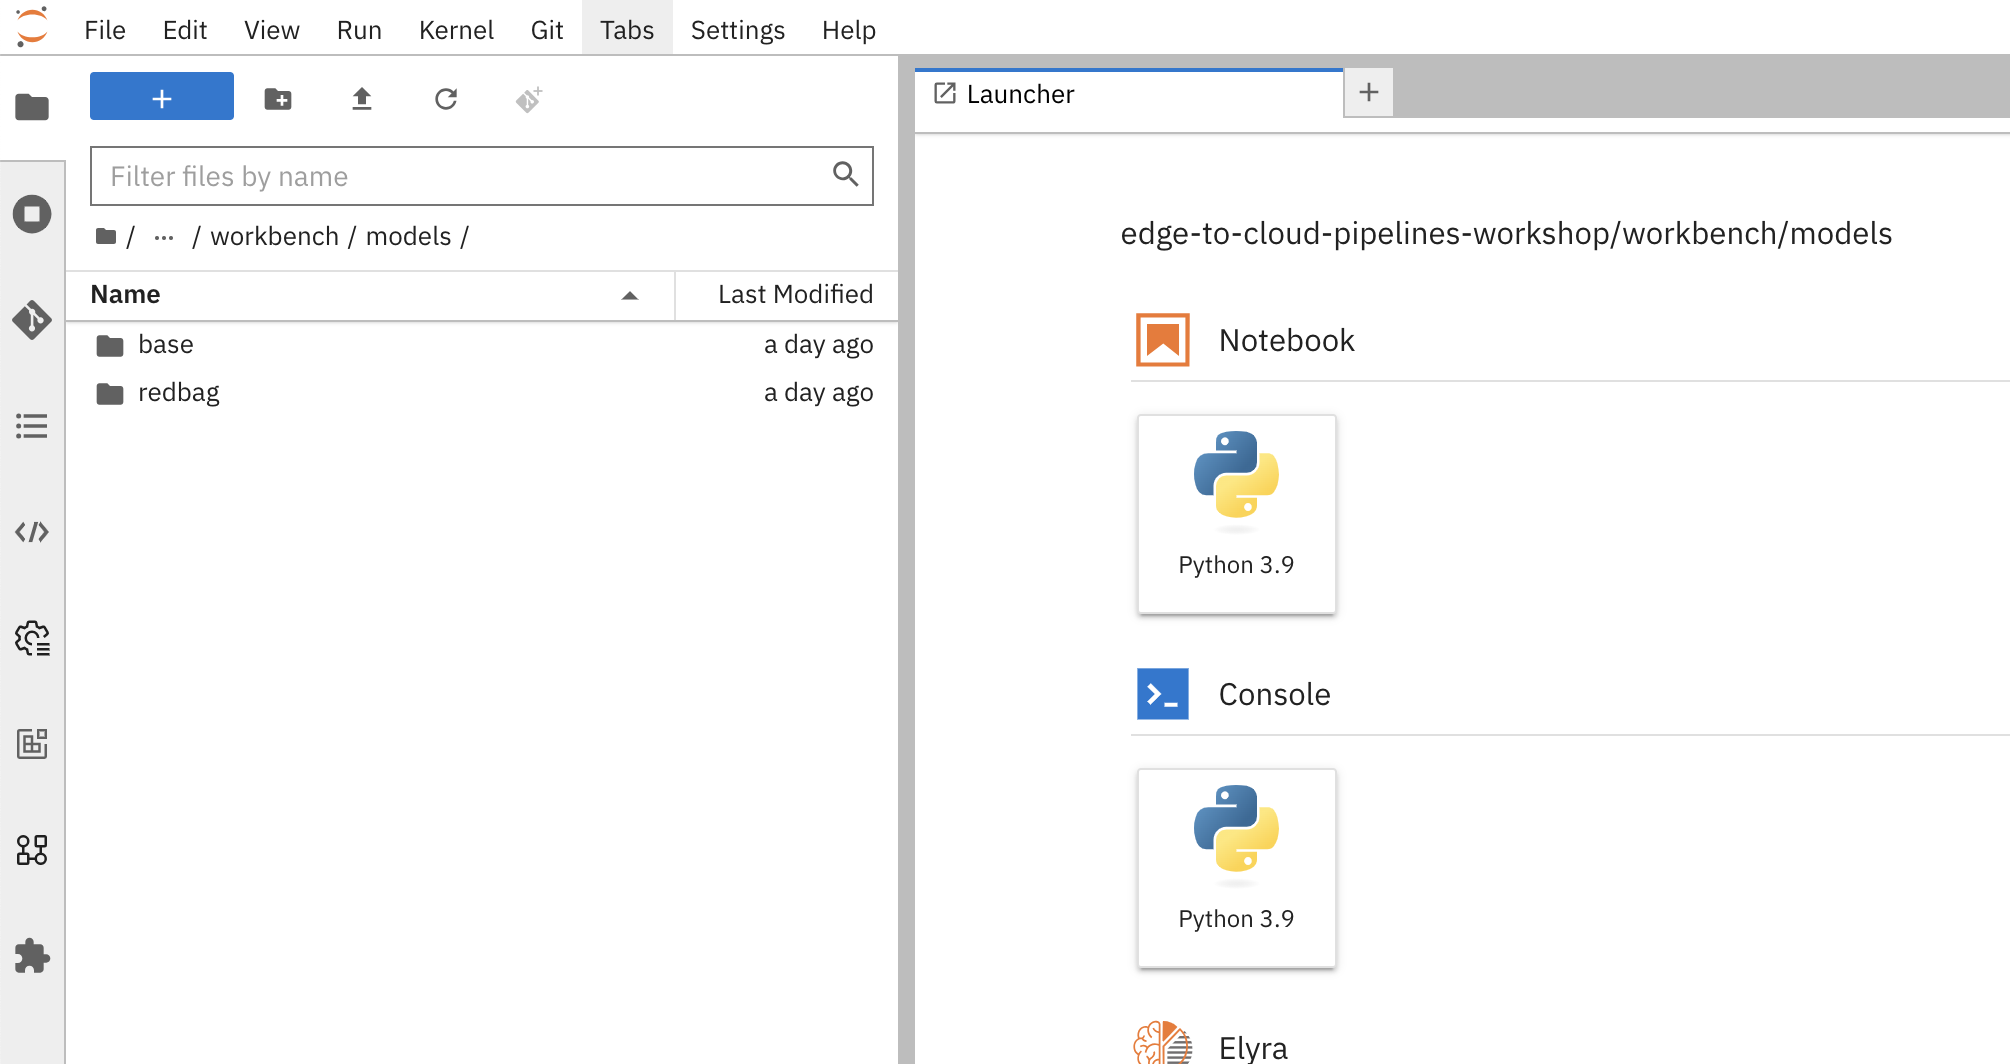 File Edit View Run Kernel Git Tabs Settings Help
Filter files by name
/ ... / workbench / models /
Name Last Modified
base a day ago
redbag a day ago
Launcher
edge-to-cloud-pipelines-workshop/workbench/models
Notebook
Python 3.9
Console
Python 3.9
Elyra